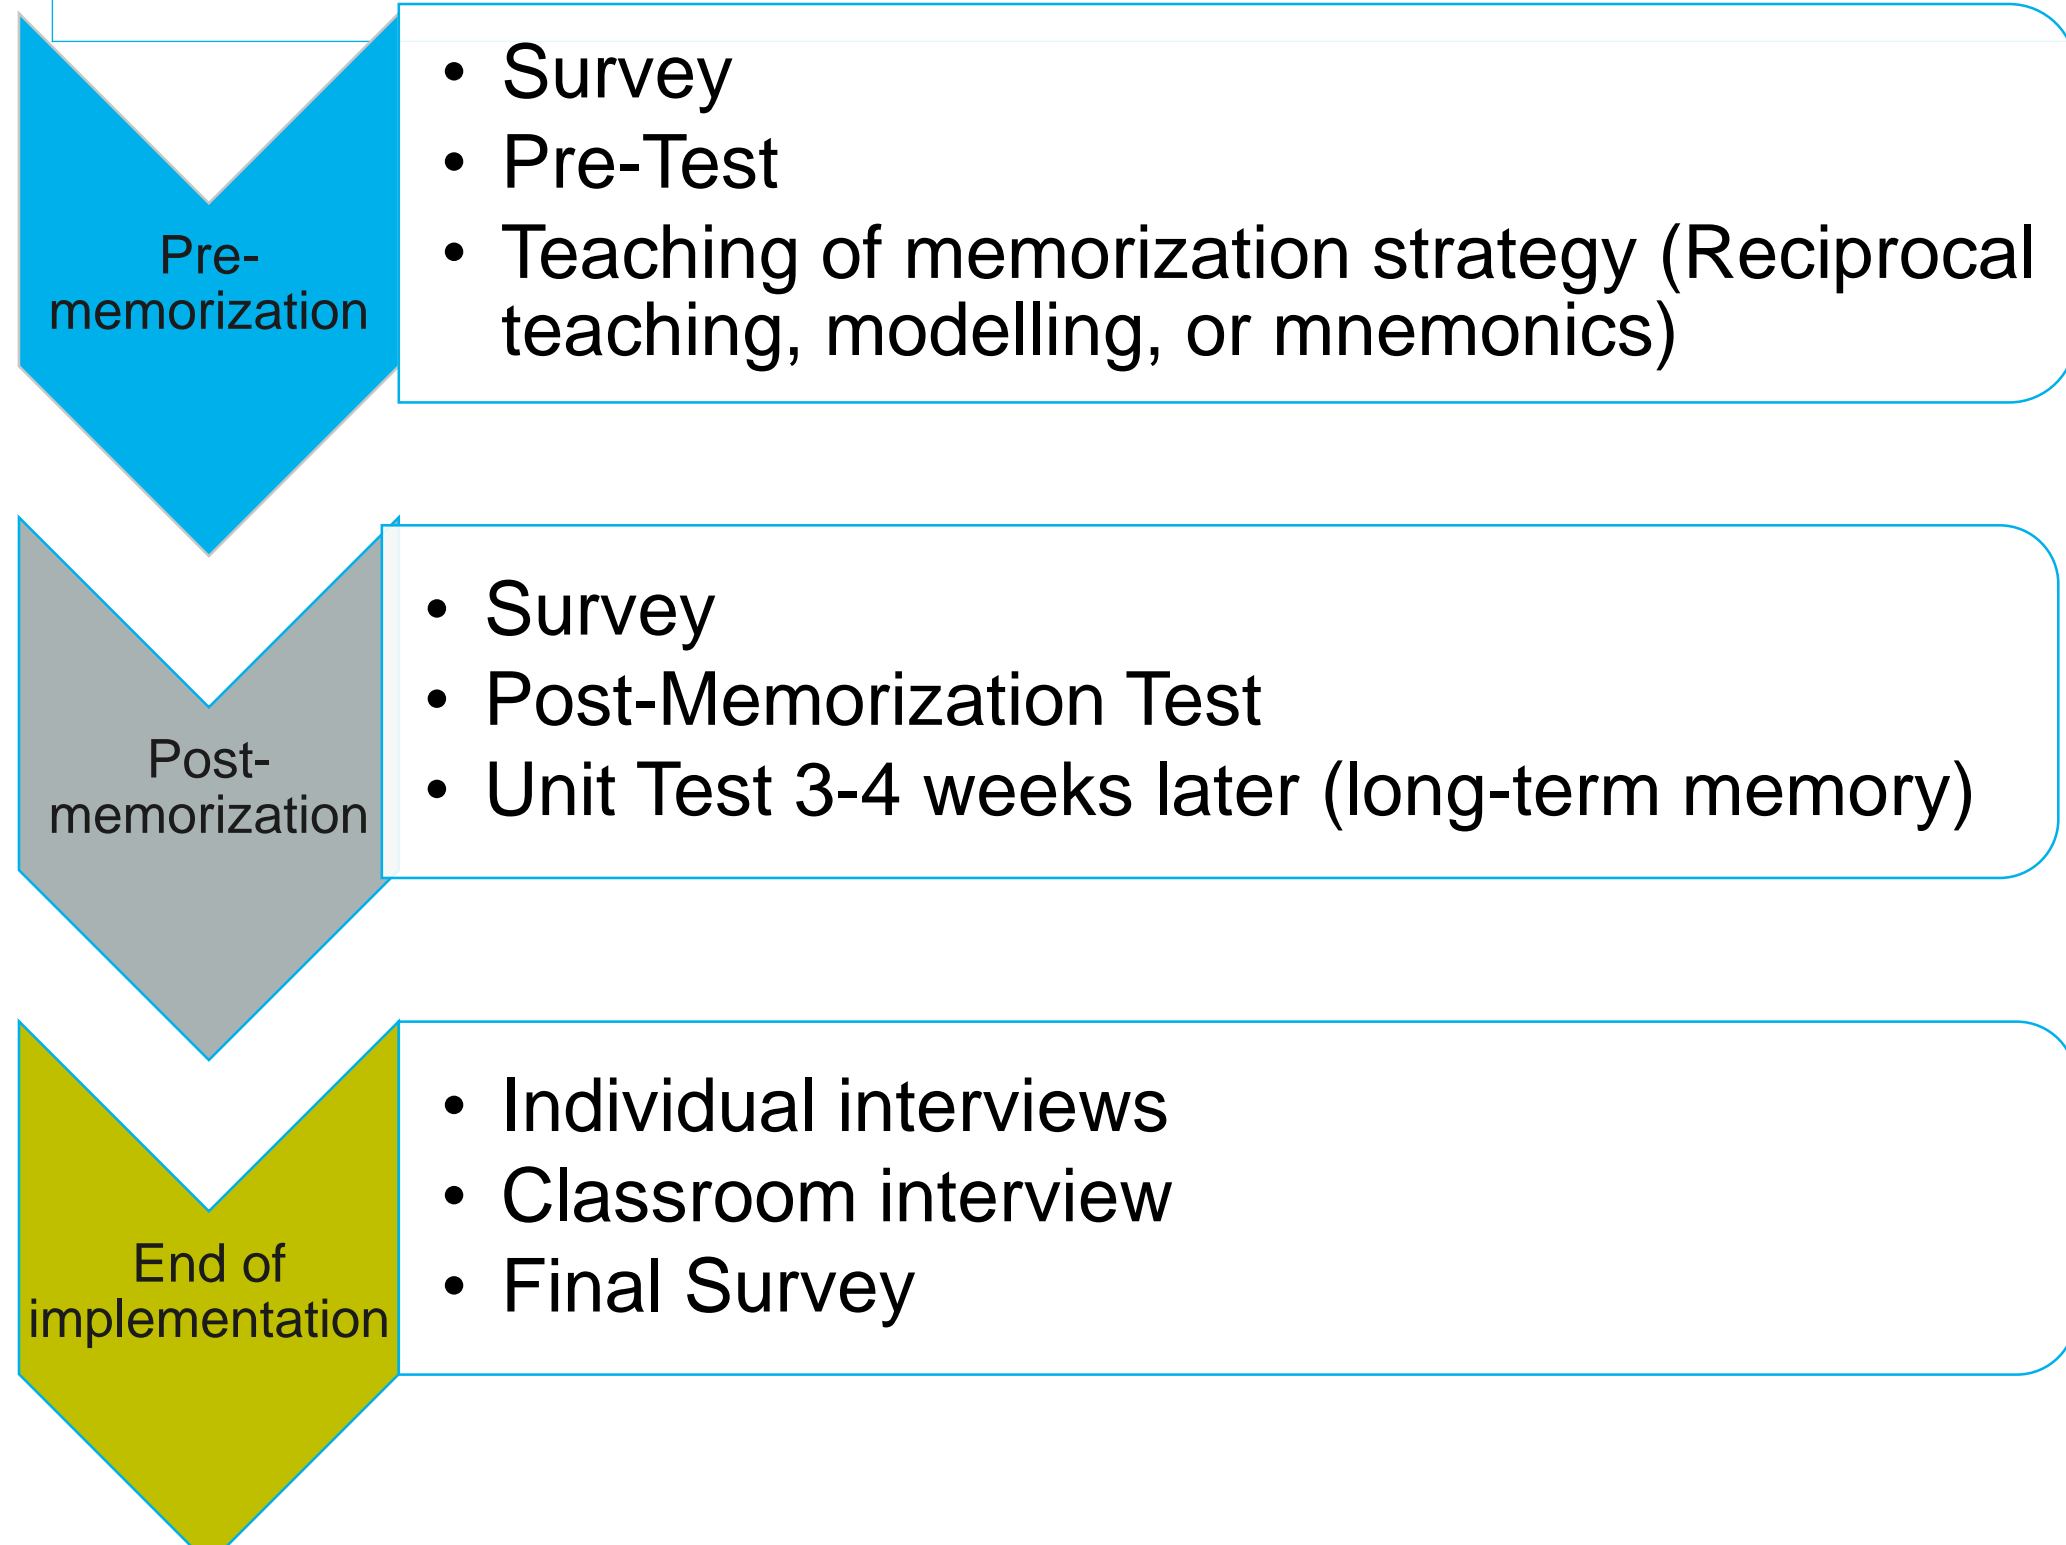 Pre-
memorization
• Survey
• Pre-Test
• Teaching of memorization strategy (Reciprocal
teaching, modelling, or mnemonics)
Post-
memorization
• Survey
• Post-Memorization Test
• Unit Test 3-4 weeks later (long-term memory)
End of
implementation
• Individual interviews
• Classroom interview
• Final Survey